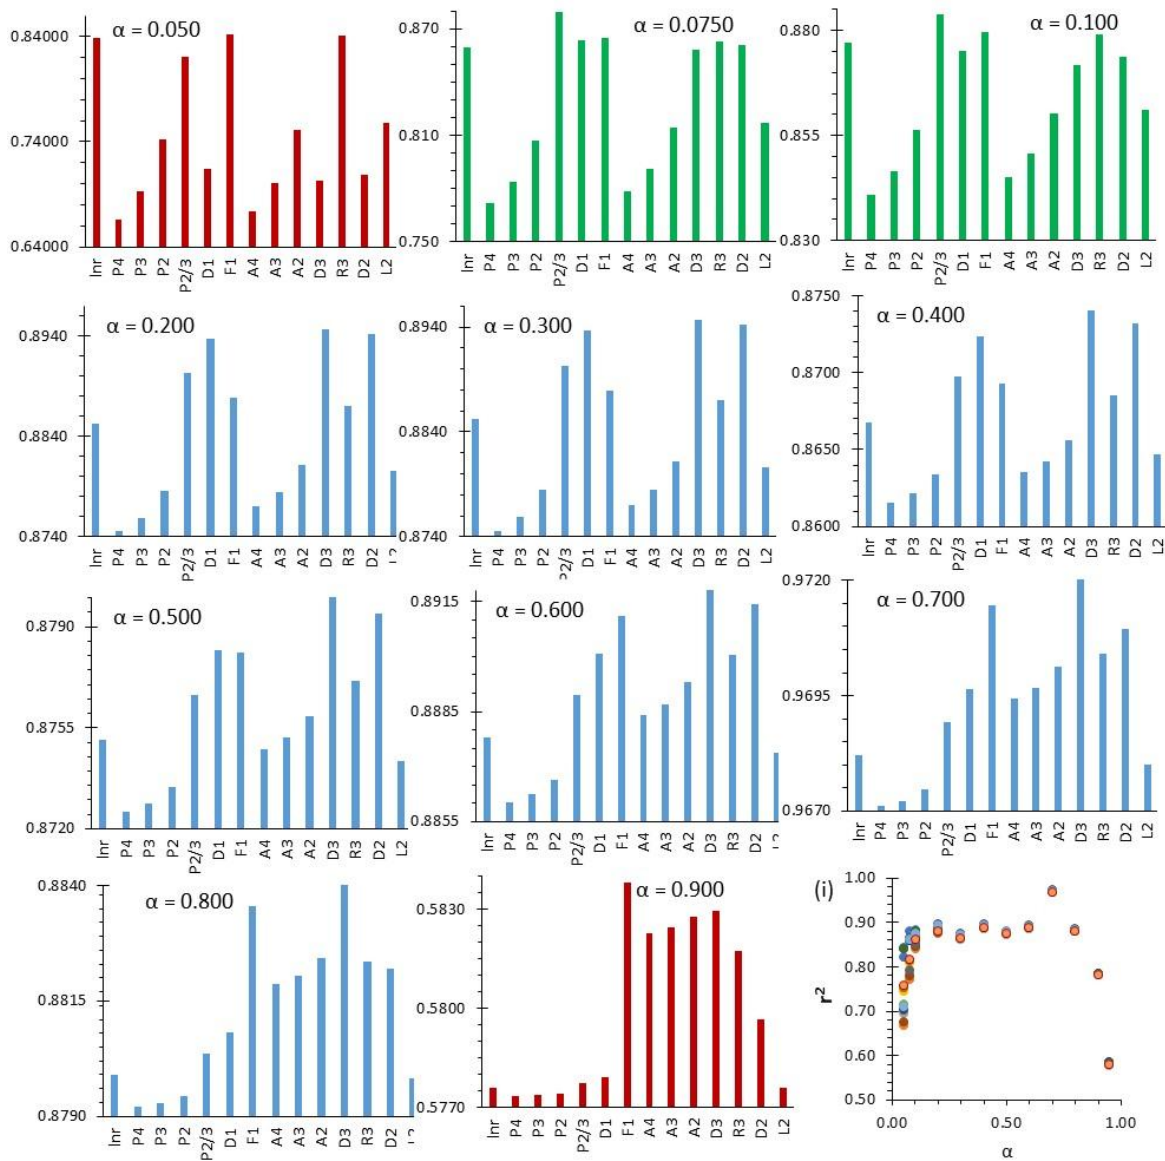 α = 0.050
0.84000
0.74000
0.64000
Inr P4 P3 P2 P2/3 D1 F1 A4 A3 A2 D3 R3 D2 L2
α = 0.0750
0.870
0.810
0.750
Inr P4 P3 P2 P2/3 D1 F1 A4 A3 A2 D3 R3 D2 L2
α = 0.100
0.880
0.855
0.830
Inr P4 P3 P2 P2/3 D1 F1 A4 A3 A2 D3 R3 D2 L2
α = 0.200
0.8940
0.8840
0.8740
Inr P4 P3 P2 P2/3 D1 F1 A4 A3 A2 D3 R3 D2
α = 0.300
0.8940
0.8840
0.8740
Inr P4 P3 P2 P2/3 D1 F1 A4 A3 A2 D3 R3 D2 L2
α = 0.400
0.8750
0.8700
0.8650
0.8600
Inr P4 P3 P2 P2/3 D1 F1 A4 A3 A2 D3 R3 D2 L2
α = 0.500
0.8790
0.8755
0.8720
Inr P4 P3 P2 P2/3 D1 F1 A4 A3 A2 D3 R3 D2 L2
α = 0.600
0.8915
0.8885
0.8855
Inr P4 P3 P2 P2/3 D1 F1 A4 A3 A2 D3 R3 D2
α = 0.700
0.9720
0.9695
0.9670
Inr P4 P3 P2 P2/3 D1 F1 A4 A3 A2 D3 R3 D2 L2
α = 0.800
0.8840
0.8815
0.8790
Inr P4 P3 P2 P2/3 D1 F1 A4 A3 A2 D3 R3 D2
α = 0.900
0.5830
0.5800
0.5770
Inr P4 P3 P2 P2/3 D1 F1 A4 A3 A2 D3 R3 D2 L2
(i)
1.00
0.90
0.80
0.70
0.60
0.50
r²
0.00 0.50 1.00
α